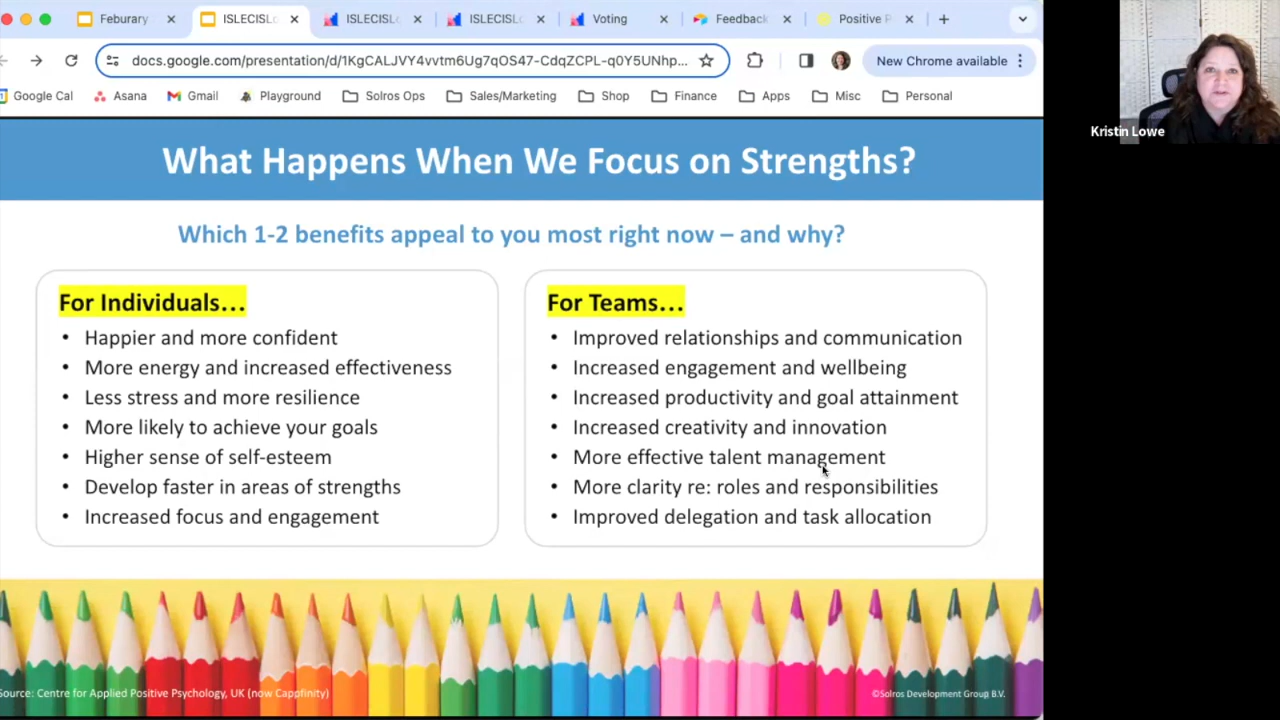 Feburary
ISLECISL
ISLECISL
ISLECISL
Voting
Feedback
Positive P
docs.google.com/presentation/d/1KgCALJVY4vvtm6Ug7qOS47-CdqZCPL-q0Y5UNhp...
New Chrome available
Google Cal
Asana
Gmail
Playground
Solros Ops
Sales/Marketing
Shop
Finance
Apps
Misc
Personal
Kristin Lowe
What Happens When We Focus on Strengths?
Which 1-2 benefits appeal to you most right now – and why?
For Individuals...
• Happier and more confident
• More energy and increased effectiveness
• Less stress and more resilience
• More likely to achieve your goals
• Higher sense of self-esteem
• Develop faster in areas of strengths
• Increased focus and engagement
For Teams...
• Improved relationships and communication
• Increased engagement and wellbeing
• Increased productivity and goal attainment
• Increased creativity and innovation
• More effective talent management
• More clarity re: roles and responsibilities
• Improved delegation and task allocation
Source: Centre for Applied Positive Psychology, UK (now Cappfinity)
©Solros Development Group B.V.